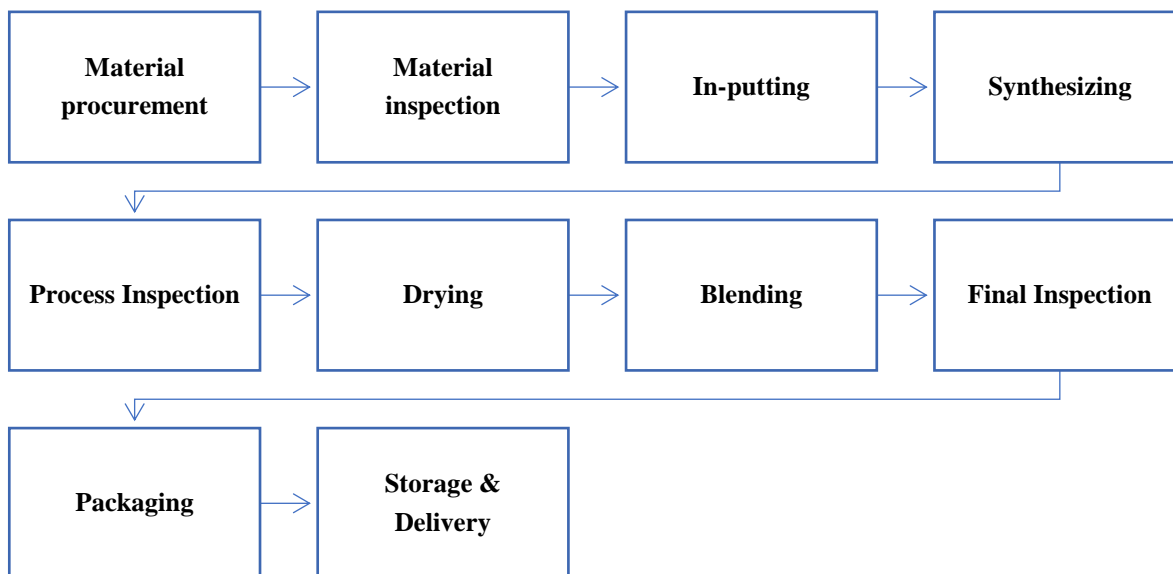 Material
procurement
Material
inspection
In-putting
Synthesizing
Process Inspection
Drying
Blending
Final Inspection
Packaging
Storage &
Delivery